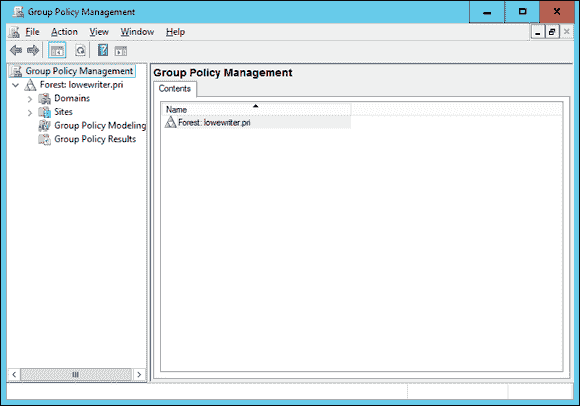 Group Policy Management
File Action View Window Help
Group Policy Management
Forest: lowewriter.pri
Domains
Sites
Group Policy Modeling
Group Policy Results
Group Policy Management
Contents
Name
Forest: lowewriter.pri